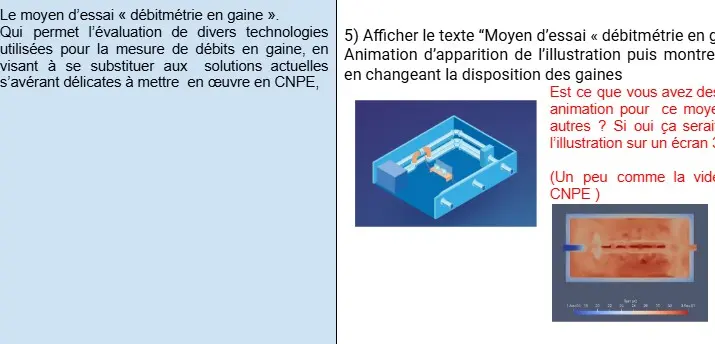 Le moyen d'essai « débitmétrie en gaine ».
Qui permet l'évaluation de divers technologies
utilisées pour la mesure de débits en gaine, en
visant à se substituer aux solutions actuelles
s'avérant délicates à mettre en œuvre en CNPE,
5) Afficher le texte “Moyen d'essai « débitmétrie en g
Animation d'apparition de l'illustration puis montre
en changeant la disposition des gaines
Est ce que vous avez des
animation pour ce moye
autres ? Si oui ça serai
l'illustration sur un écran 3
(Un peu comme la vidé
CNPE )